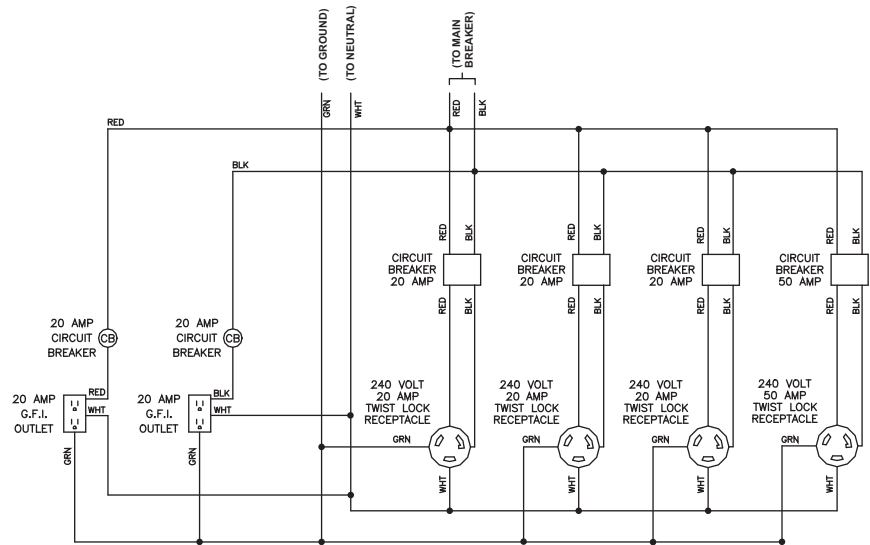 (TO GROUND)
(TO NEUTRAL)
(TO MAIN
BREAKER)
GRN
WHT
RED
BLK
RED
BLK
RED
BLK
RED
BLK
RED
BLK
RED
BLK
CIRCUIT
BREAKER
20 AMP
CIRCUIT
BREAKER
20 AMP
CIRCUIT
BREAKER
20 AMP
CIRCUIT
BREAKER
50 AMP
RED
BLK
RED
BLK
RED
BLK
RED
BLK
20 AMP
CIRCUIT
BREAKER
CB
20 AMP
CIRCUIT
BREAKER
CB
20 AMP
G.F.I.
OUTLET
RED
WHT
GRN
20 AMP
G.F.I.
OUTLET
BLK
WHT
GRN
240 VOLT
20 AMP
TWIST LOCK
RECEPTACLE
GRN
WHT
240 VOLT
20 AMP
TWIST LOCK
RECEPTACLE
GRN
WHT
240 VOLT
20 AMP
TWIST LOCK
RECEPTACLE
GRN
WHT
240 VOLT
50 AMP
TWIST LOCK
RECEPTACLE
GRN
WHT